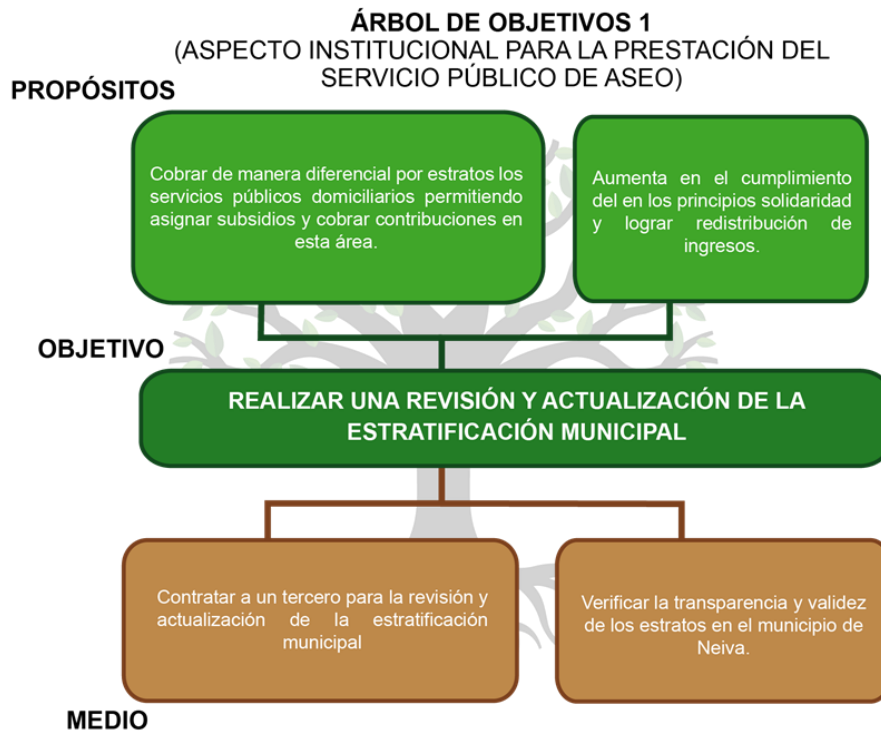 ÁRBOL DE OBJETIVOS 1
(ASPECTO INSTITUCIONAL PARA LA PRESTACIÓN DEL
SERVICIO PÚBLICO DE ASEO)
PROPÓSITOS
Cobrar de manera diferencial por estratos los
servicios públicos domiciliarios permitiendo
asignar subsidios y cobrar contribuciones en
esta área.
Aumenta en el cumplimiento
del en los principios solidaridad
y lograr redistribución de
ingresos.
OBJETIVO
REALIZAR UNA REVISIÓN Y ACTUALIZACIÓN DE LA
ESTRATIFICACIÓN MUNICIPAL
Contratar a un tercero para la revisión y
actualización de la estratificación
municipal
Verificar la transparencia y validez
de los estratos en el municipio de
Neiva.
MEDIO